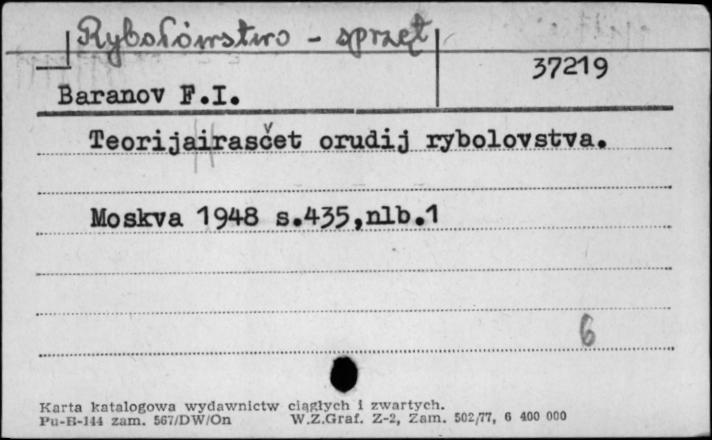 Rybołówstwo - sprzęt
37219
Baranov F.I.
Teorija i rasčet orudij rybolovstva.
Moskva 1948 s.435,nlb.1
6
Karta katalogowa wydawnictw ciągłych i zwartych.
Pu-B-144 zam. 567/DW/On W.Z.Graf. Z-2, Zam. 502/77, 6 400 000